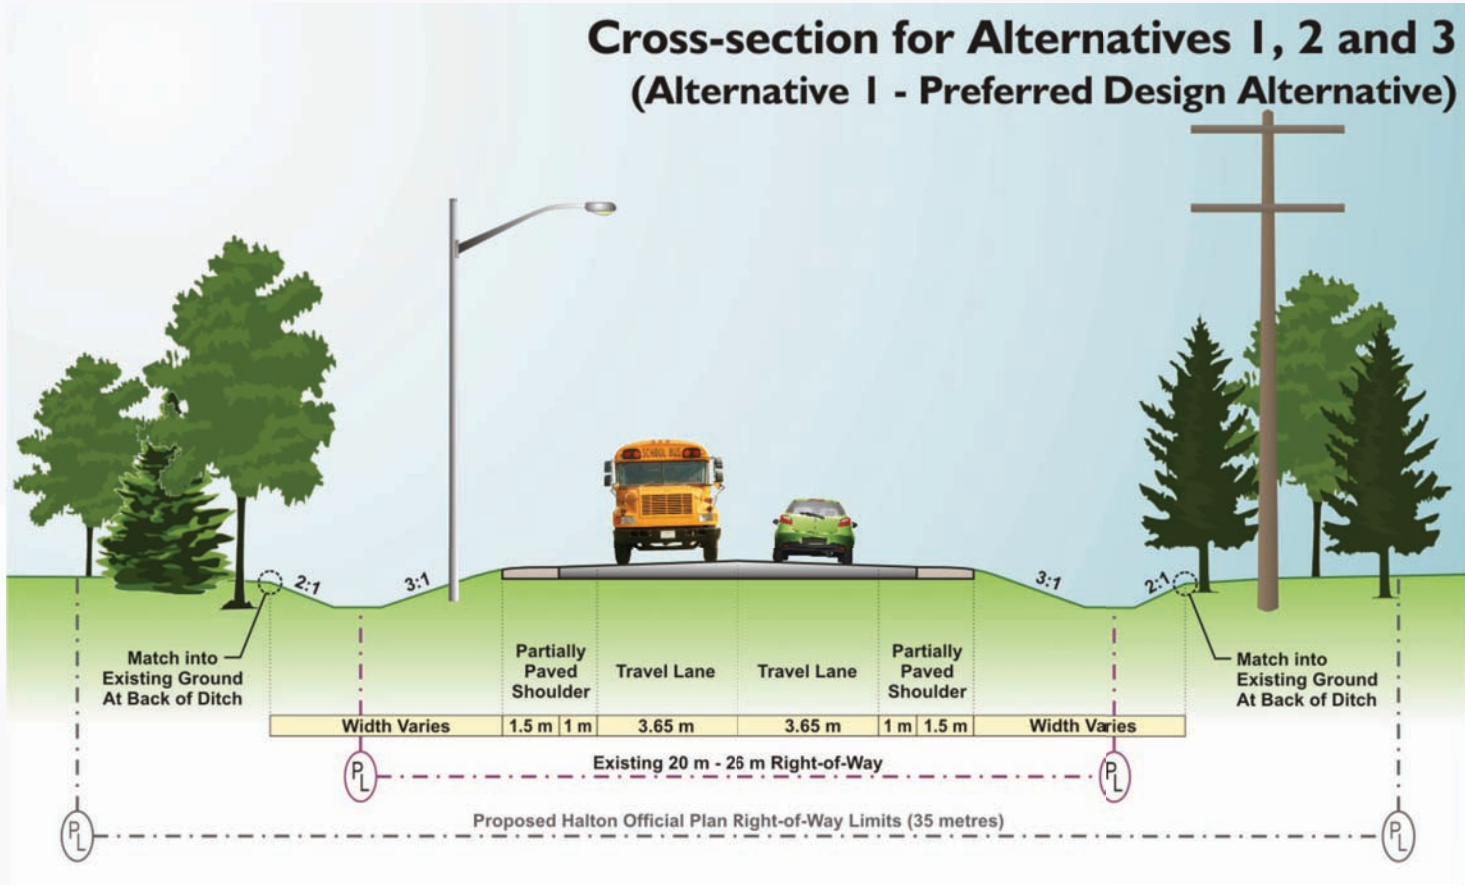 Cross-section for Alternatives 1, 2 and 3
(Alternative 1 - Preferred Design Alternative)
SCHOOL BUS
2:1
3:1
3:1
2:1
Match into
Existing Ground
At Back of Ditch
Partially
Paved
Shoulder
Travel Lane
Travel Lane
Partially
Paved
Shoulder
Match into
Existing Ground
At Back of Ditch
Width Varies
1.5 m
1 m
3.65 m
3.65 m
1 m
1.5 m
Width Varies
PL
Existing 20 m - 26 m Right-of-Way
PL
PL
Proposed Halton Official Plan Right-of-Way Limits (35 metres)
PL